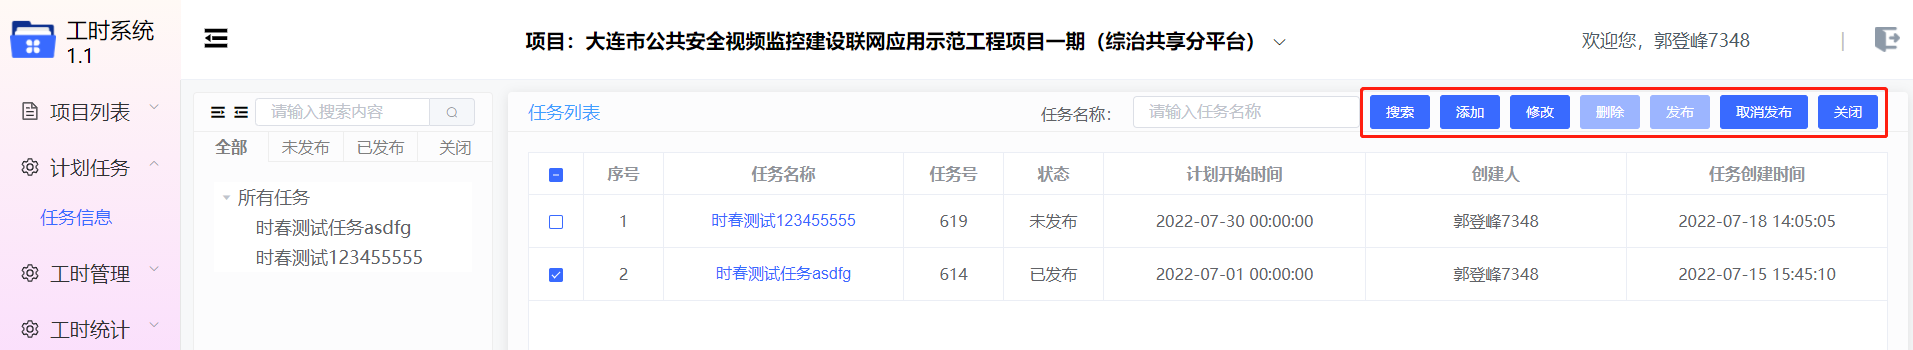 工时系统
1.1
项目：大连市公共安全视频监控建设联网应用示范工程项目一期（综治共享分平台）
欢迎您，郭登峰7348
项目列表
计划任务
任务信息
工时管理
工时统计
请输入搜索内容
全部 未发布 已发布 关闭
所有任务
时春测试任务asdfg
时春测试123455555
任务列表 任务名称： 请输入任务名称 搜索 添加 修改 删除 发布 取消发布 关闭
序号 任务名称 任务号 状态 计划开始时间 创建人 任务创建时间
1 时春测试123455555 619 未发布 2022-07-30 00:00:00 郭登峰7348 2022-07-18 14:05:05
2 时春测试任务asdfg 614 已发布 2022-07-01 00:00:00 郭登峰7348 2022-07-15 15:45:10